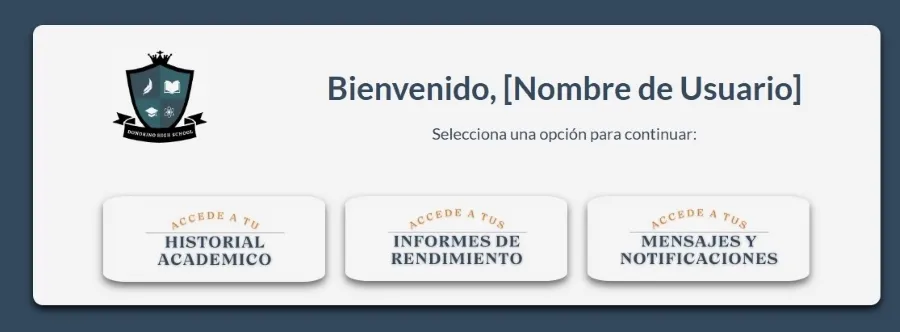 Bienvenido, [Nombre de Usuario]
Selecciona una opción para continuar:
DONOKING HIGH SCHOOL
ACCEDE A TU
HISTORIAL
ACADEMICO
ACCEDE A TUS
INFORMES DE
RENDIMIENTO
ACCEDE A TUS
MENSAJES Y
NOTIFICACIONES